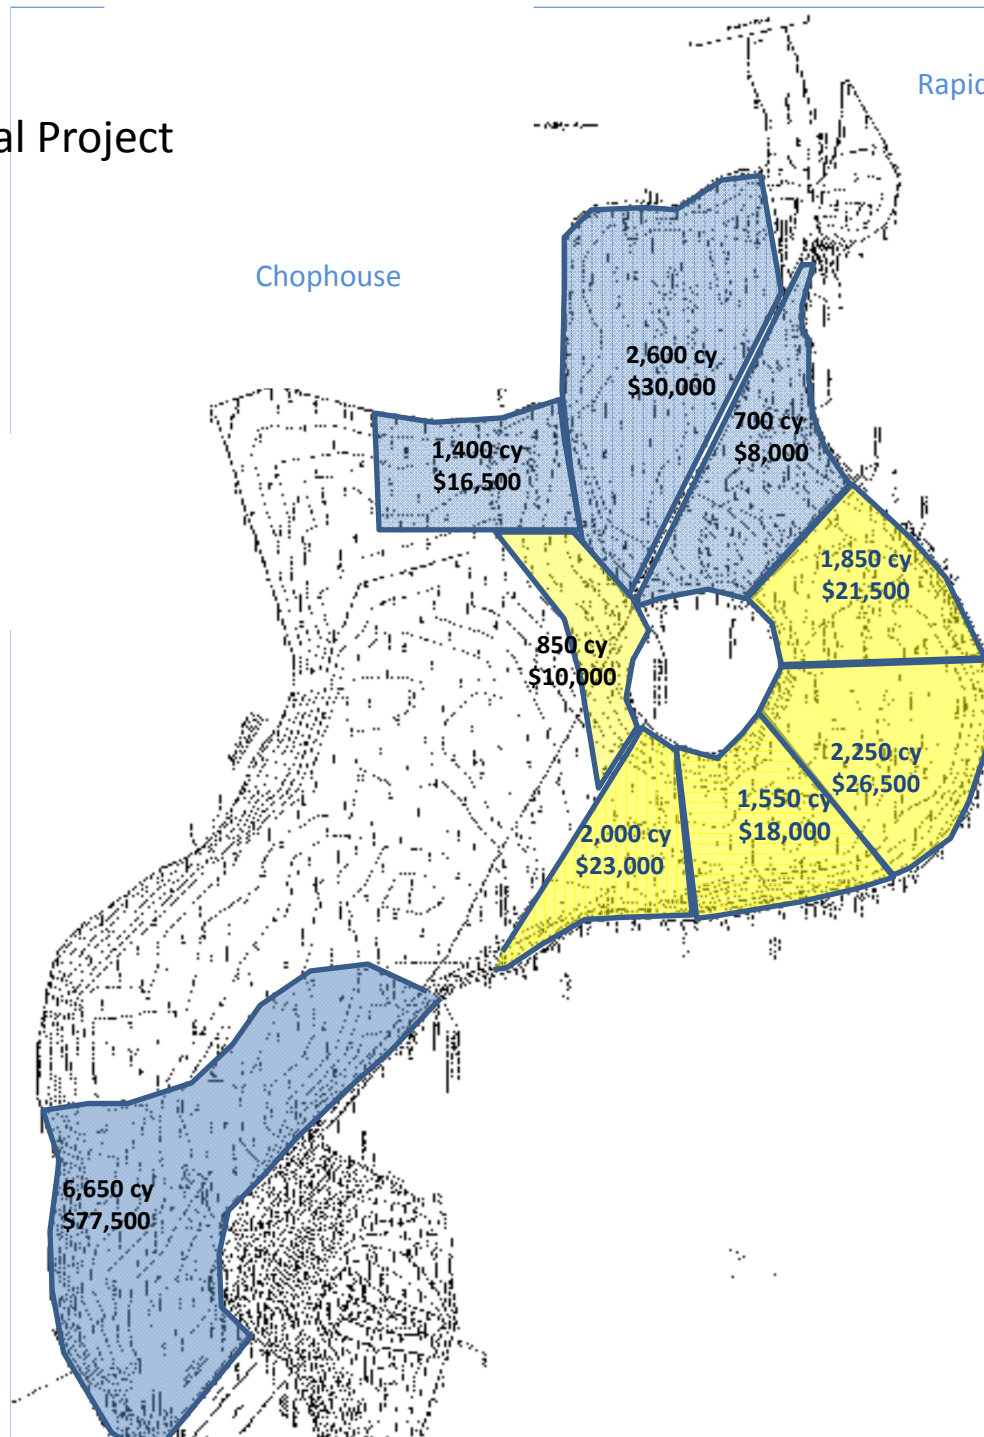 Rapid
al Project
Chophouse
2,600 cy
$30,000
700 cy
$8,000
1,400 cy
$16,500
1,850 cy
$21,500
850 cy
$10,000
2,250 cy
$26,500
1,550 cy
$18,000
2,000 cy
$23,000
6,650 cy
$77,500